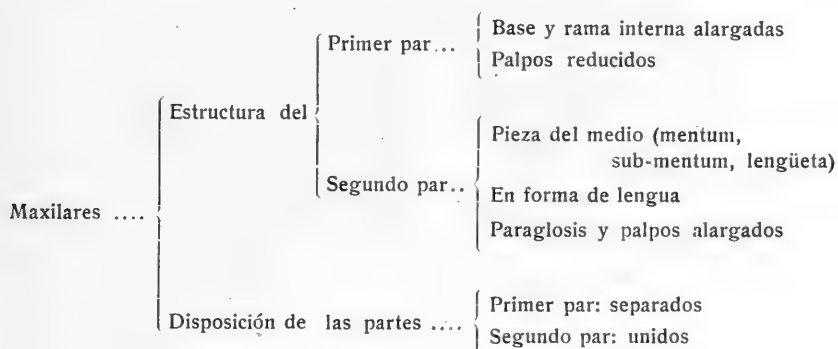 Base y rama interna alargadas
Primer par...
Palpos reducidos
Estructura del
Pieza del medio (mentum,
sub-mentum, lengüeta)
Segundo par..
En forma de lengua
Maxilares ....
Paraglosis y palpos alargados
Primer par: separados
Disposición de las partes ....
Segundo par: unidos